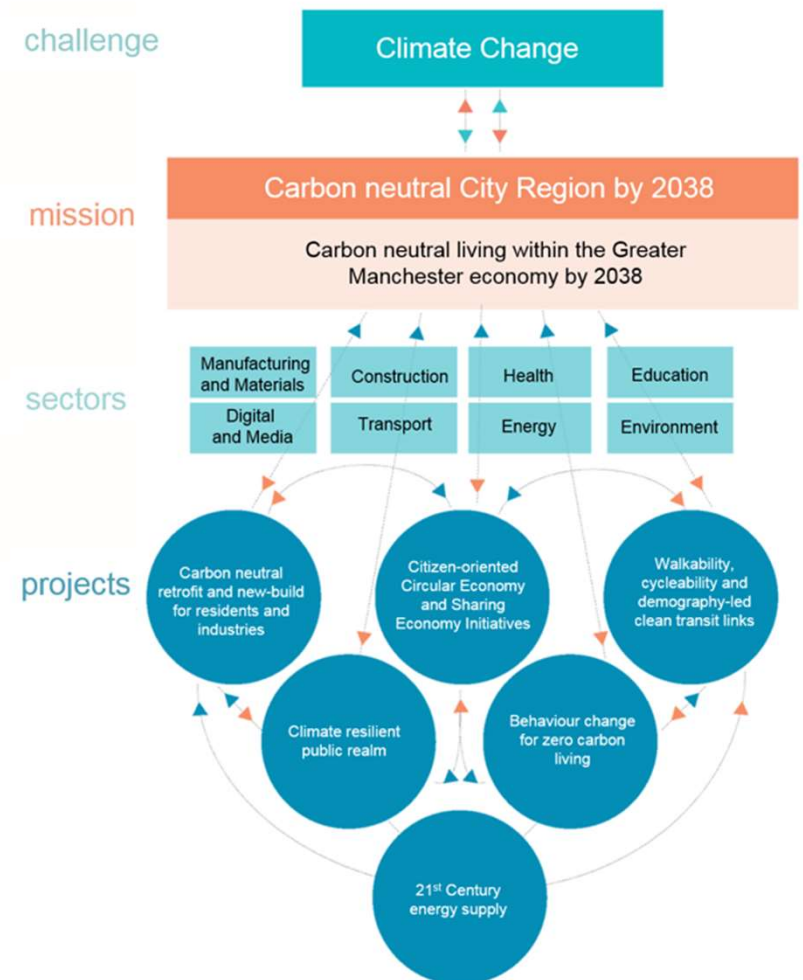 challenge
Climate Change
mission
Carbon neutral City Region by 2038
Carbon neutral living within the Greater
Manchester economy by 2038
sectors
Manufacturing
and Materials
Construction
Health
Education
Digital
and Media
Transport
Energy
Environment
projects
Carbon neutral
retrofit and new-build
for residents and
industries
Citizen-oriented
Circular Economy
and Sharing
Economy Initiatives
Walkability,
cycleability and
demography-led
clean transit links
Climate resilient
public realm
Behaviour change
for zero carbon
living
21st Century
energy supply